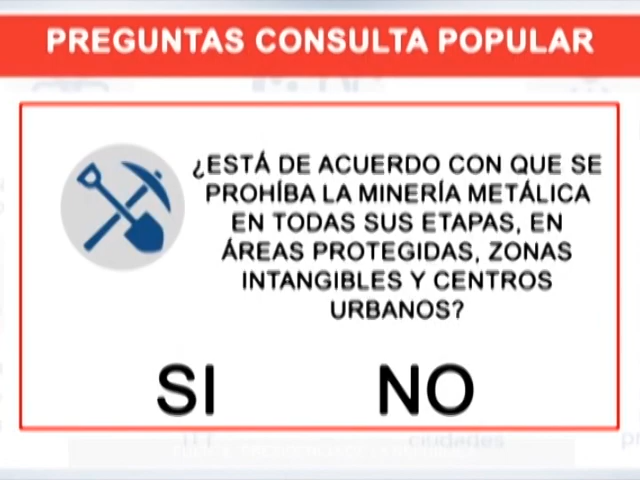 PREGUNTAS CONSULTA POPULAR
¿ESTÁ DE ACUERDO CON QUE SE
PROHÍBA LA MINERÍA METÁLICA
EN TODAS SUS ETAPAS, EN
ÁREAS PROTEGIDAS, ZONAS
INTANGIBLES Y CENTROS
URBANOS?
SI NO
ciudades